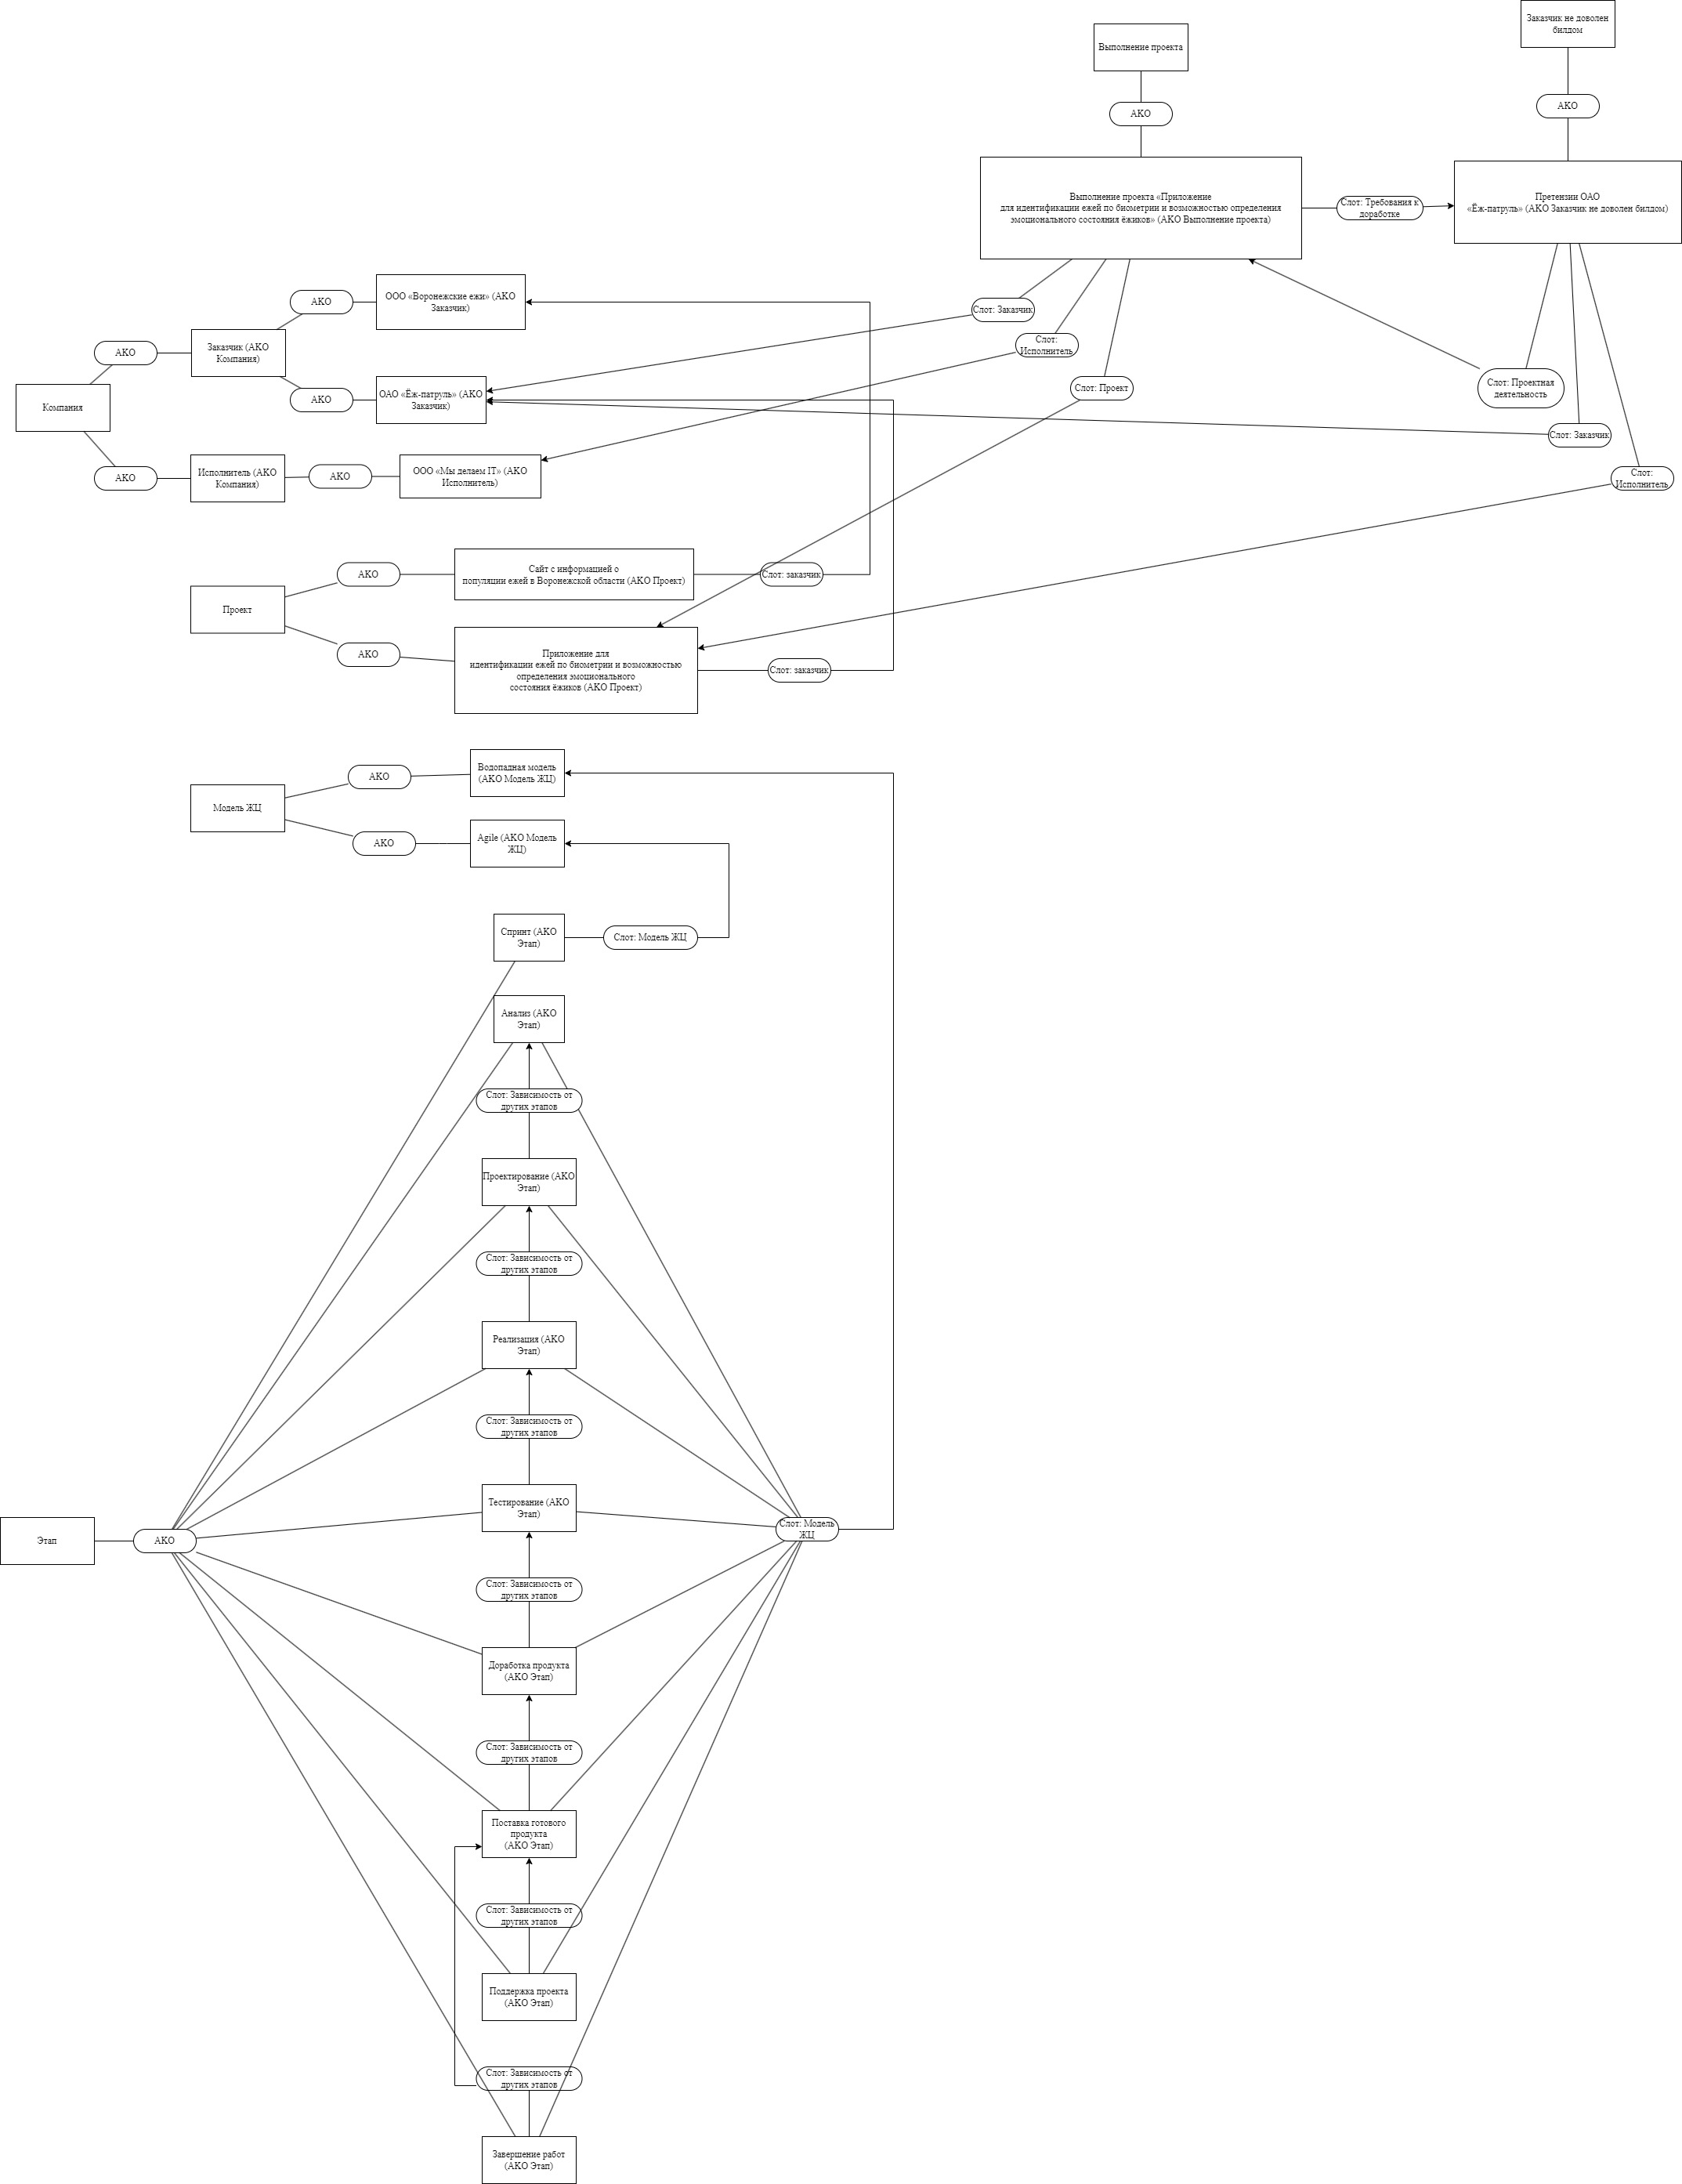 Заказчик не доволен
билдом
Выполнение проекта
АКО
АКО
Выполнение проекта «Приложение
для идентификации ежей по биометрии и возможностью определения
эмоционального состояния ёжиков» (АКО Выполнение проекта)
Слот: Требования к
доработке
Претензии ОАО
«Ёж-патруль» (АКО Заказчик не доволен билдом)
АКО
ООО «Воронежские ежи» (АКО
Заказчик)
Слот: Заказчик
Слот:
Исполнитель
АКО
Заказчик (АКО
Компания)
Слот: Проект
Слот: Проектная
деятельность
Компания
АКО
ОАО «Ёж-патруль» (АКО
Заказчик)
Слот: Заказчик
АКО
Исполнитель (АКО
Компания)
АКО
ООО «Мы делаем IT» (АКО
Исполнитель)
Слот:
Исполнитель
АКО
Сайт с информацией о
популяции ежей в Воронежской области (АКО Проект)
Слот: заказчик
Проект
АКО
Приложение для
идентификации ежей по биометрии и возможностью
определения эмоционального
состояния ёжиков (АКО Проект)
Слот: заказчик
АКО
Водопадная модель
(АКО Модель ЖЦ)
Модель ЖЦ
АКО
Agile (АКО Модель
ЖЦ)
Спринт (АКО
Этап)
Слот: Модель ЖЦ
Анализ (АКО
Этап)
Слот: Зависимость от
других этапов
Проектирование (АКО
Этап)
Слот: Зависимость от
других этапов
Реализация (АКО
Этап)
Слот: Зависимость от
других этапов
Тестирование (АКО
Этап)
Слот: Модель
ЖЦ
Этап
АКО
Слот: Зависимость от
других этапов
Доработка продукта
(АКО Этап)
Слот: Зависимость от
других этапов
Поставка готового
продукта
(АКО Этап)
Слот: Зависимость от
других этапов
Поддержка проекта
(АКО Этап)
Слот: Зависимость от
других этапов
Завершение работ
(АКО Этап)